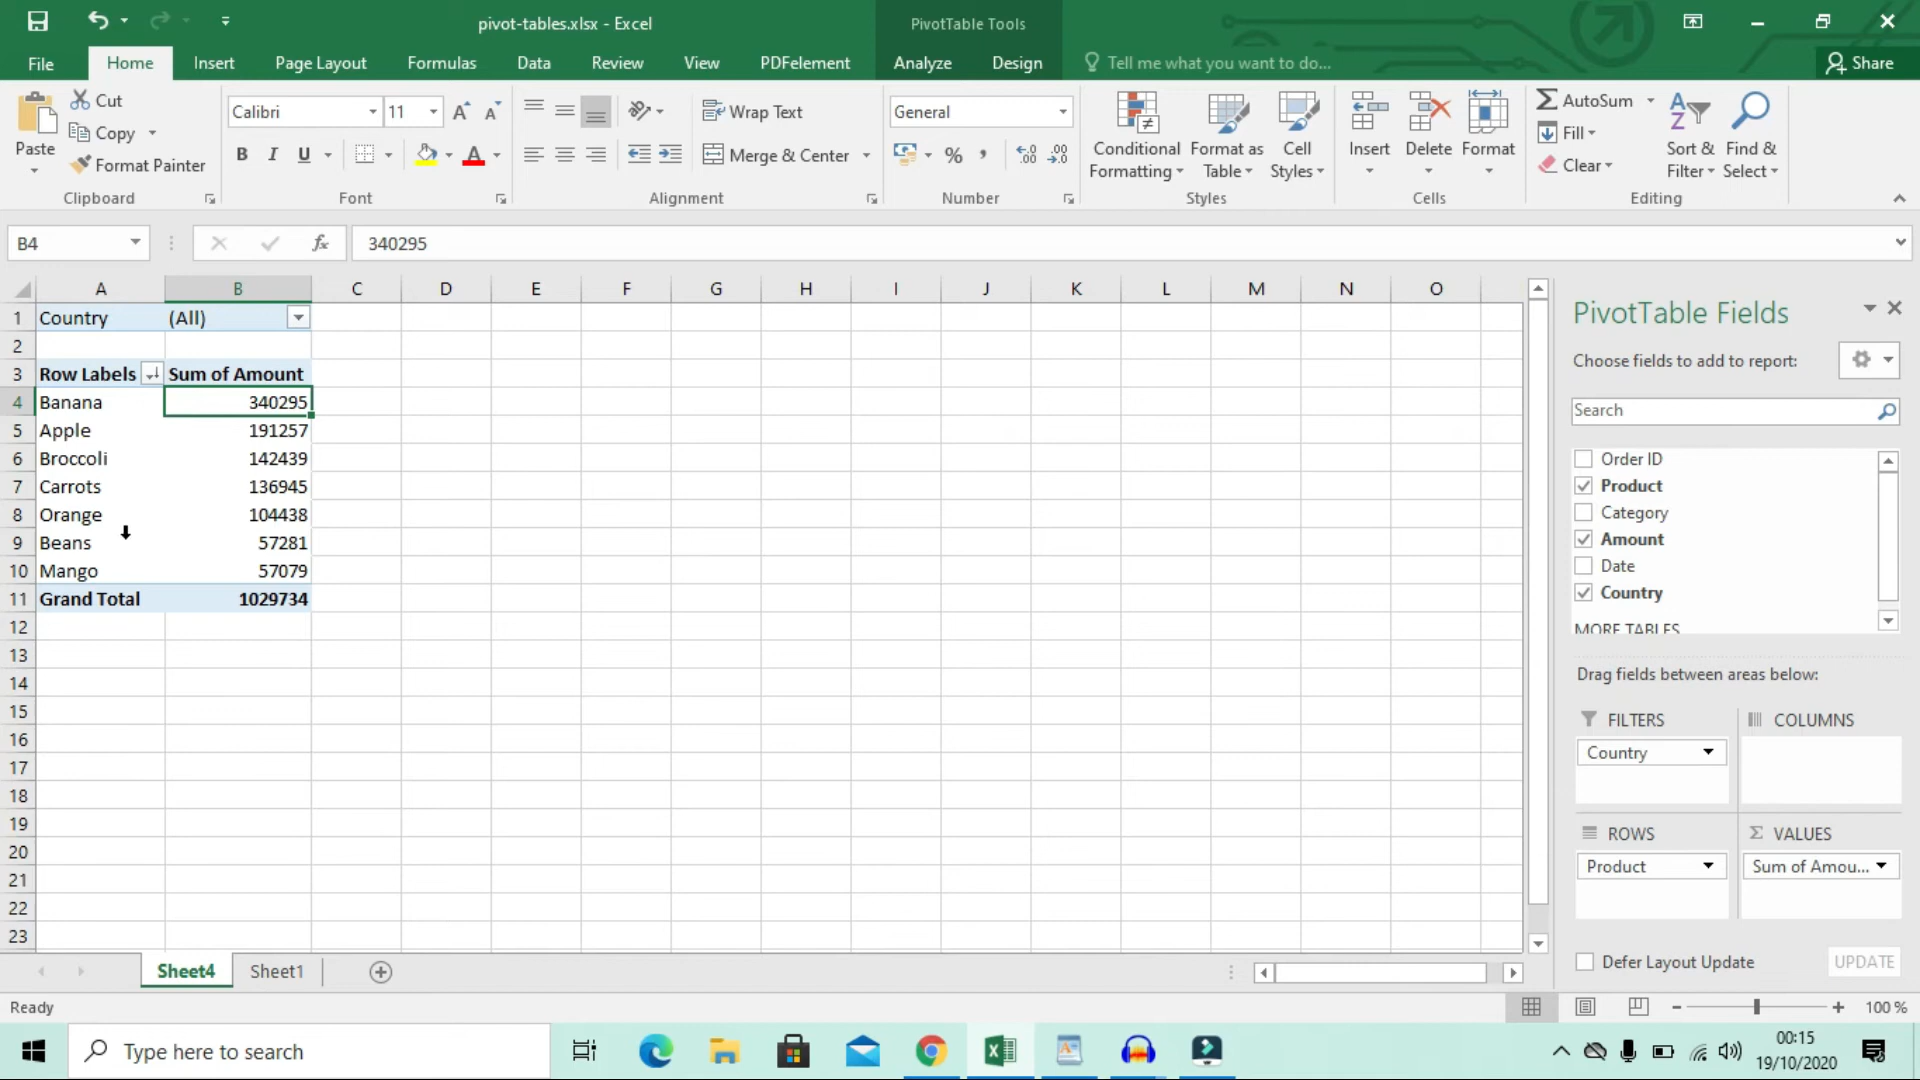 pivot-tables.xlsx - Excel
PivotTable Tools
File
Home
Insert
Page Layout
Formulas
Data
Review
View
PDFelement
Analyze
Design
Tell me what you want to do...
Share
Paste
Cut
Copy
Format Painter
Clipboard
Calibri
11
B I U
Font
Wrap Text
Merge & Center
Alignment
General
%
Number
Conditional
Formatting
Format as
Table
Cell
Styles
Styles
Insert
Delete
Format
Cells
AutoSum
Fill
Clear
Sort &
Filter
Find &
Select
Editing
B4
fx
340295
A B C D E F G H I J K L M N O
1 Country (All)
2
3 Row Labels Sum of Amount
4 Banana 340295
5 Apple 191257
6 Broccoli 142439
7 Carrots 136945
8 Orange 104438
9 Beans 57281
10 Mango 57079
11 Grand Total 1029734
12
13
14
15
16
17
18
19
20
21
22
23
PivotTable Fields
Choose fields to add to report:
Search
Order ID
Product
Category
Amount
Date
Country
MORE TABLES
Drag fields between areas below:
FILTERS
Country
COLUMNS
ROWS
Product
Σ VALUES
Sum of Amou...
Defer Layout Update
UPDATE
Sheet4
Sheet1
Ready
100 %
Type here to search
00:15
19/10/2020